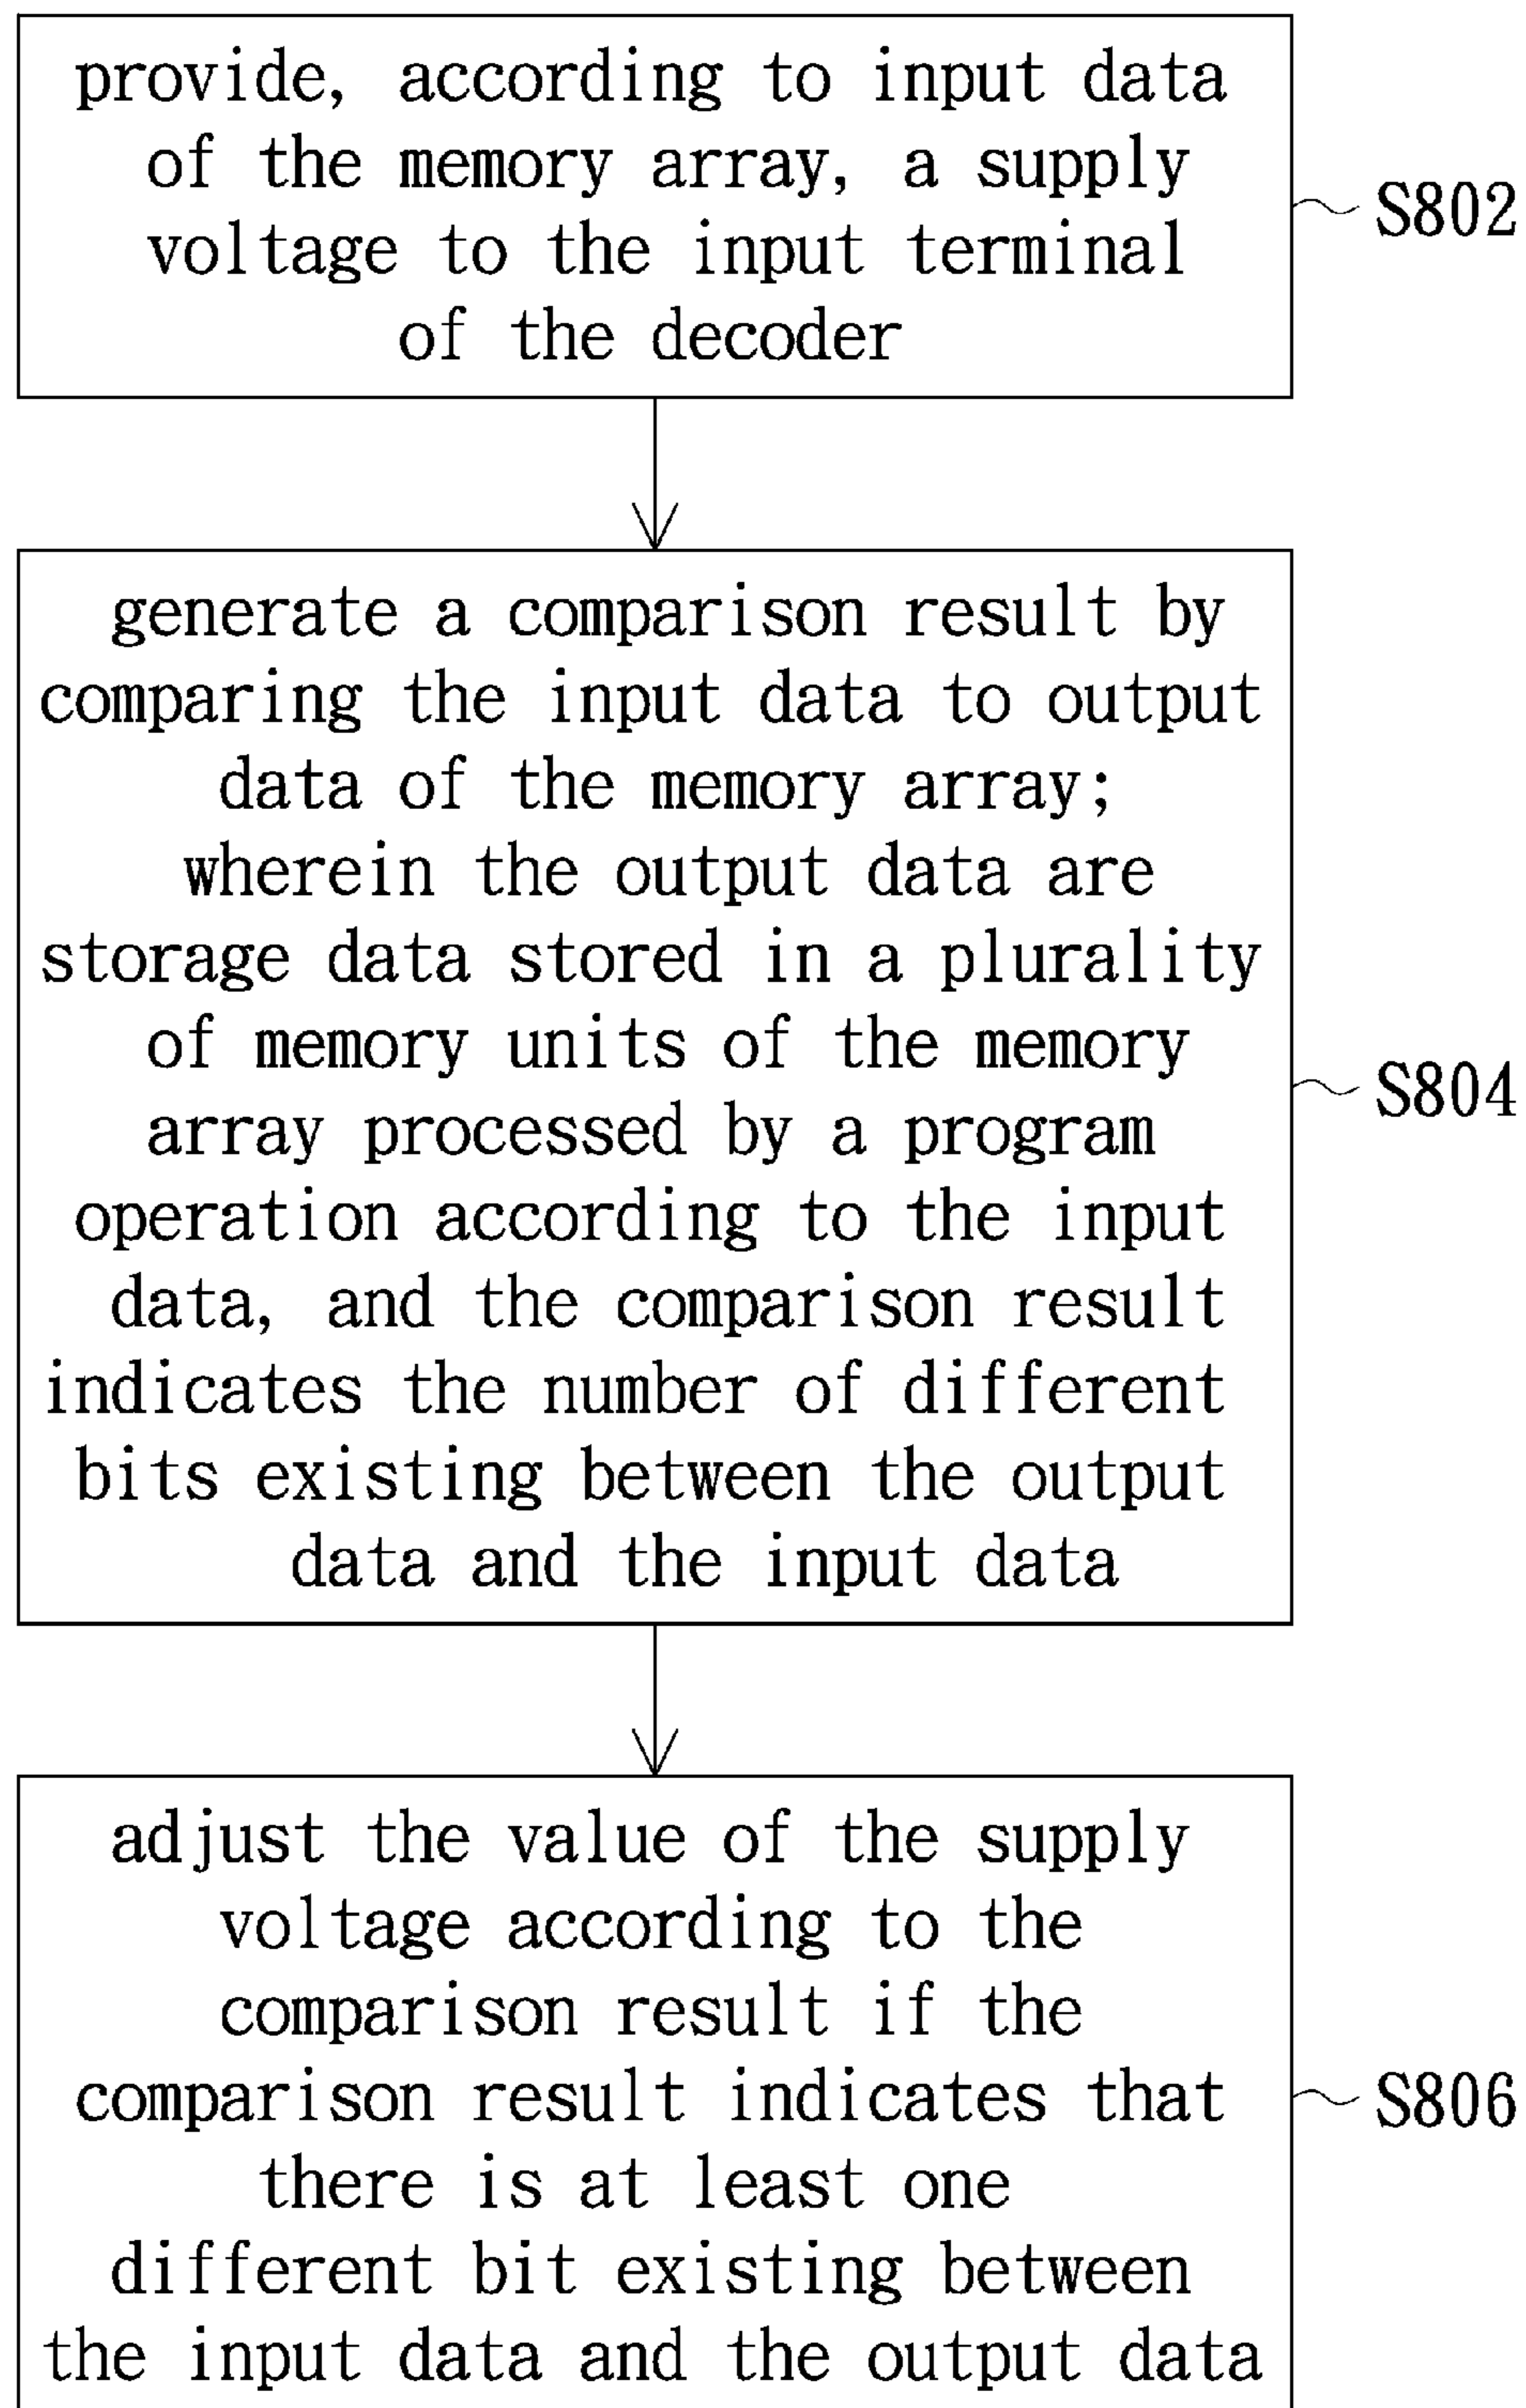 provide, according to input data
of the memory array, a supply
voltage to the input terminal
of the decoder
S802
generate a comparison result by
comparing the input data to output
data of the memory array;
wherein the output data are
storage data stored in a plurality
of memory units of the memory
array processed by a program
operation according to the input
data, and the comparison result
indicates the number of different
bits existing between the output
data and the input data
S804
adjust the value of the supply
voltage according to the
comparison result if the
comparison result indicates that
there is at least one
different bit existing between
the input data and the output data
S806